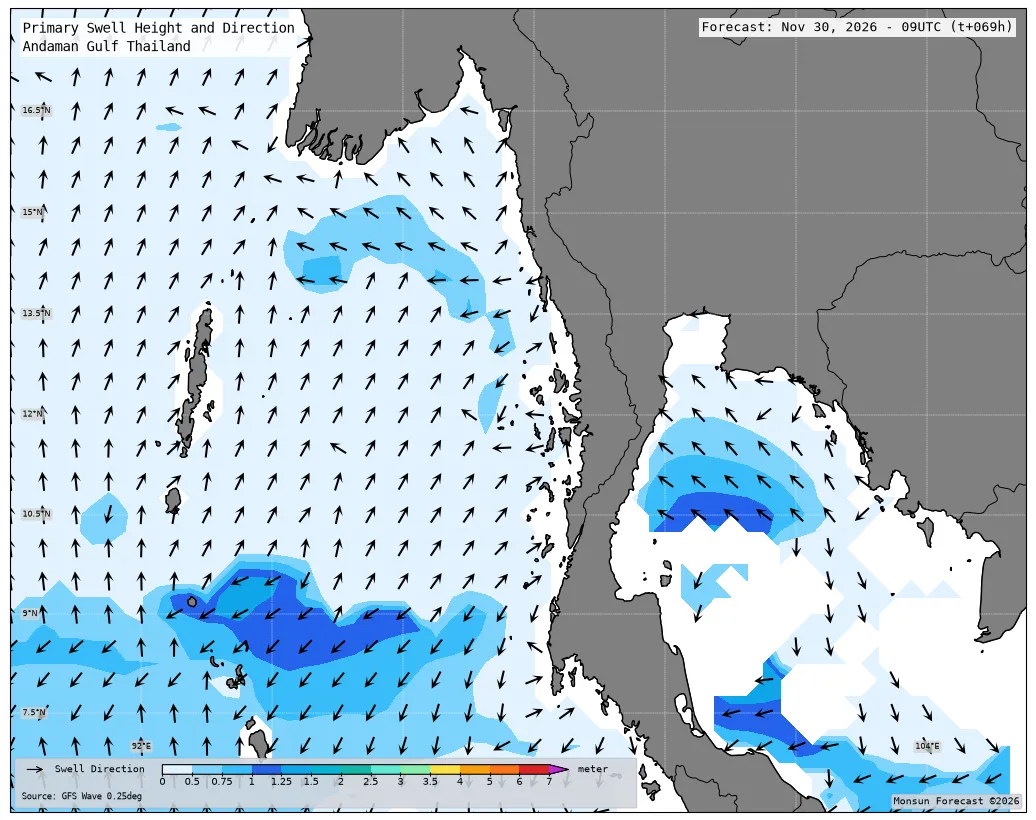 Primary Swell Height and Direction
Andaman Gulf Thailand
Forecast: Nov 30, 2026 - 09UTC (t+069h)
16.5°N
15°N
13.5°N
12°N
10.5°N
9°N
7.5°N
92°E
104°E
Swell Direction
0 0.5 0.75 1 1.25 1.5 2 2.5 3 3.5 4 5 6 7
meter
Source: GFS Wave 0.25deg
Monsun Forecast ©2026